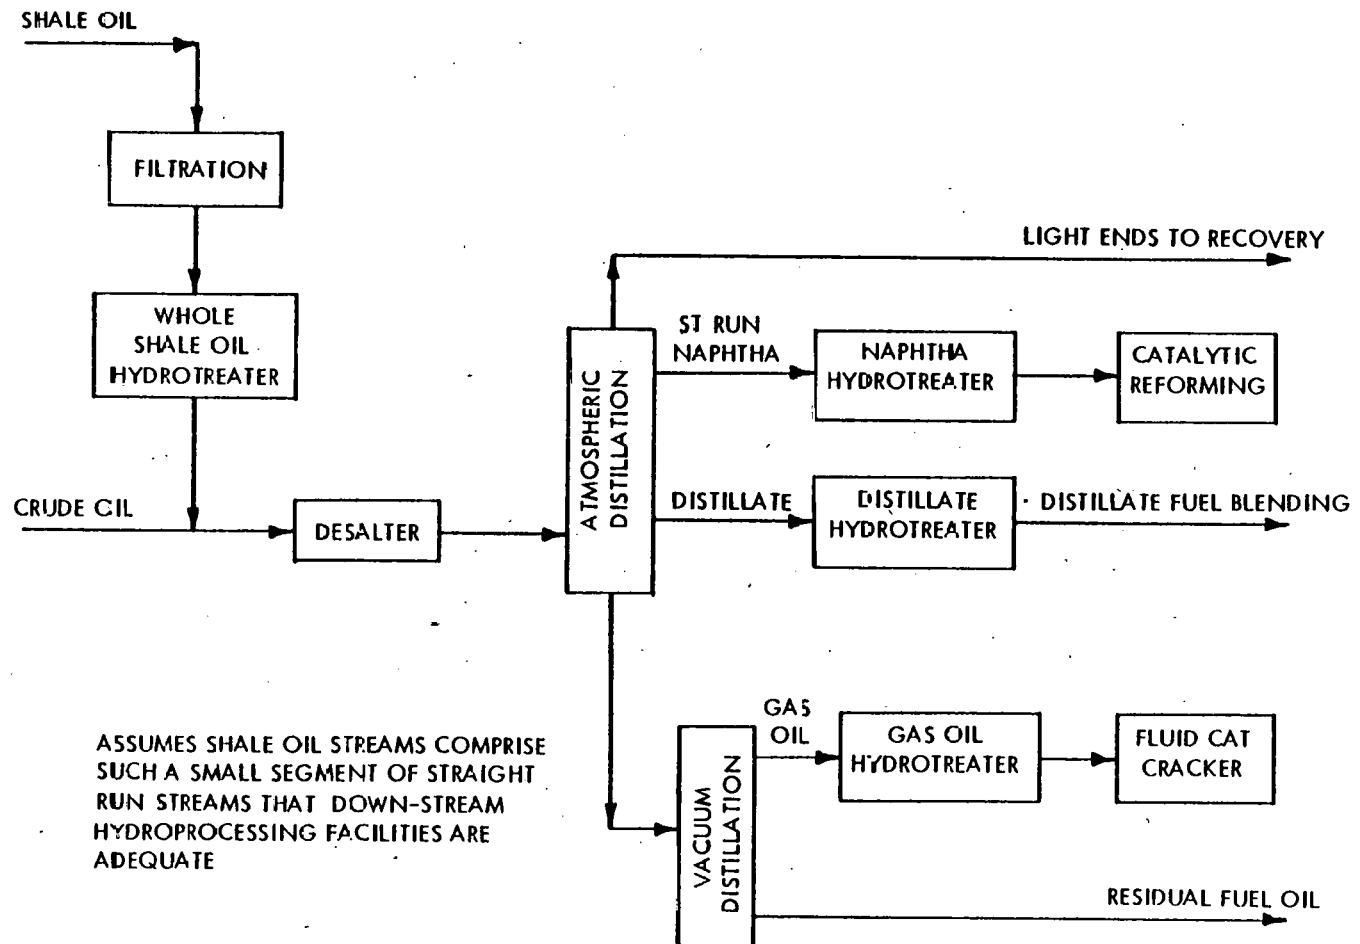 SHALE OIL
FILTRATION
WHOLE
SHALE OIL
HYDROTREATER
CRUDE OIL
DESALTER
ATMOSPHERIC
DISTILLATION
LIGHT ENDS TO RECOVERY
ST RUN
NAPHTHA
NAPHTHA
HYDROTREATER
CATALYTIC
REFORMING
DISTILLATE
DISTILLATE
HYDROTREATER
DISTILLATE FUEL BLENDING
VACUUM
DISTILLATION
GAS
OIL
GAS OIL
HYDROTREATER
FLUID CAT
CRACKER
RESIDUAL FUEL OIL
ASSUMES SHALE OIL STREAMS COMPRISE
SUCH A SMALL SEGMENT OF STRAIGHT
RUN STREAMS THAT DOWN-STREAM
HYDROPROCESSING FACILITIES ARE
ADEQUATE